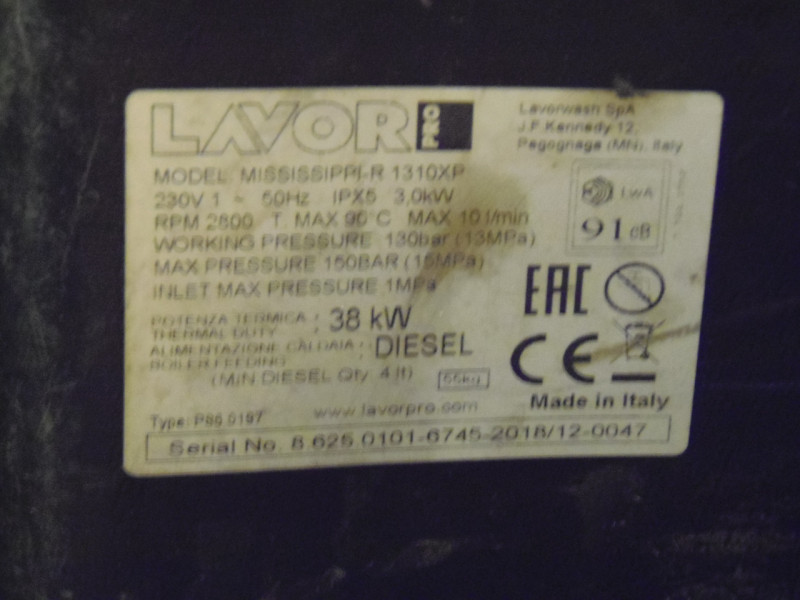 LAVOR PRO
Lavorwash SpA
J.F.Kennedy 12,
Pegognaga (MN), Italy
MODEL MISSISSIPPI-R 1310XP
230V 1 ~ 50Hz IPX5 3,0kW
RPM 2800 T. MAX 90°C MAX 10 l/min
WORKING PRESSURE 130bar (13MPa)
MAX PRESSURE 150BAR (15MPa)
INLET MAX PRESSURE 1MPa
LWA
91 dB
POTENZA TERMICA : 38 kW
THERMAL DUTY
ALIMENTAZIONE CALDAIA : DIESEL
BOILER FEEDING
(MIN DIESEL Qty 4 lt)
EAC
CE
Made in Italy
Type: P86.0197
www.lavorpro.com
Serial No. 8.625.0101-6745-2018/12-0047